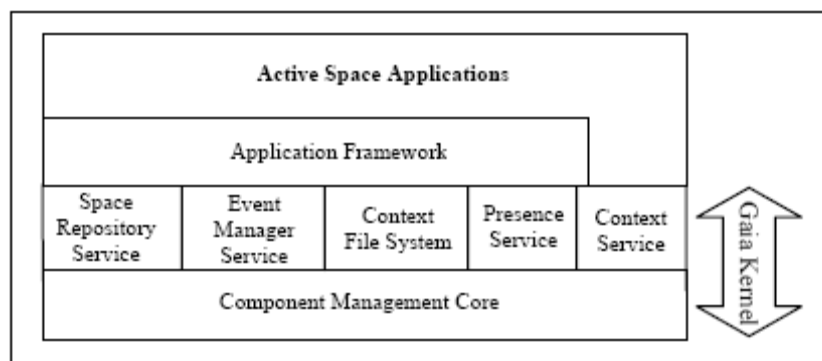 Active Space Applications
Application Framework
Space
Repository
Service
Event
Manager
Service
Context
File System
Presence
Service
Context
Service
Gaia Kernel
Component Management Core